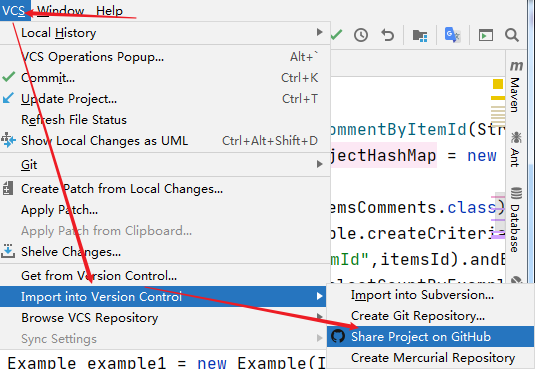 VCS Window Help
Local History
VCS Operations Popup... Alt+`
Commit... Ctrl+K
Update Project... Ctrl+T
Refresh File Status
Show Local Changes as UML Ctrl+Alt+Shift+D
Git
Create Patch from Local Changes...
Apply Patch...
Apply Patch from Clipboard...
Shelve Changes...
Get from Version Control...
Import into Version Control
Browse VCS Repository
Sync Settings
Import into Subversion...
Create Git Repository...
Share Project on GitHub
Create Mercurial Repository
ommentByItemId(Str
jectHashMap = new
emsComments.class)
ple.createCriteri
mId",itemsId).andE
Example example1 = new Example(I
m
Maven
Ant
Database